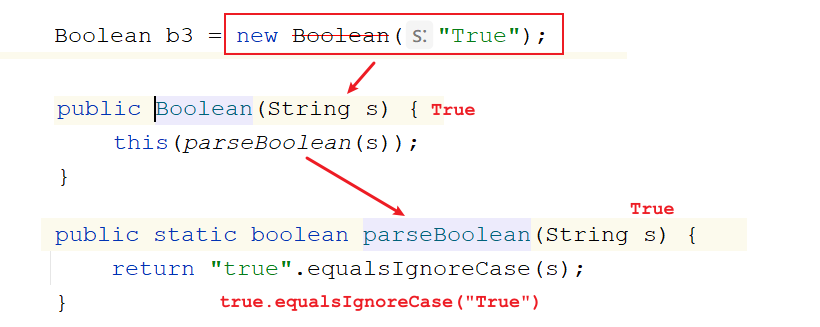 Boolean b3 = new Boolean( s: "True");
public Boolean(String s) { True
this(parseBoolean(s));
}
True
public static boolean parseBoolean(String s) {
return "true".equalsIgnoreCase(s);
} true.equalsIgnoreCase("True")